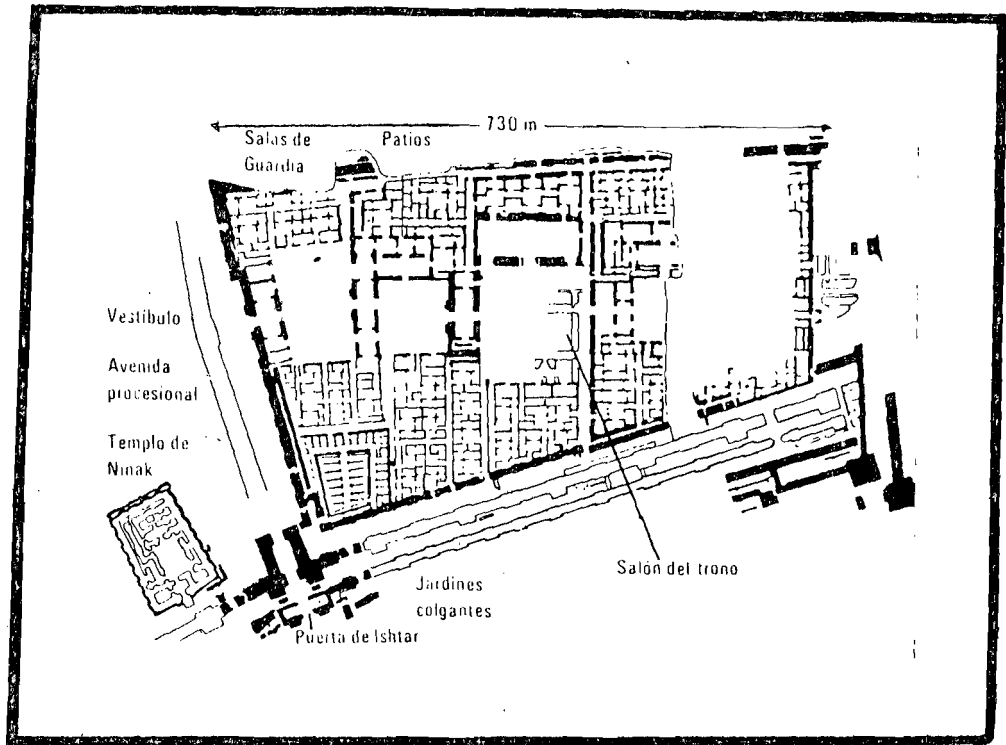 730 m
Salas de
Guardia
Patios
Vestíbulo
Avenida
procesional
Templo de
Ninak
Salón del trono
Jardines
colgantes
Puerta de Ishtar